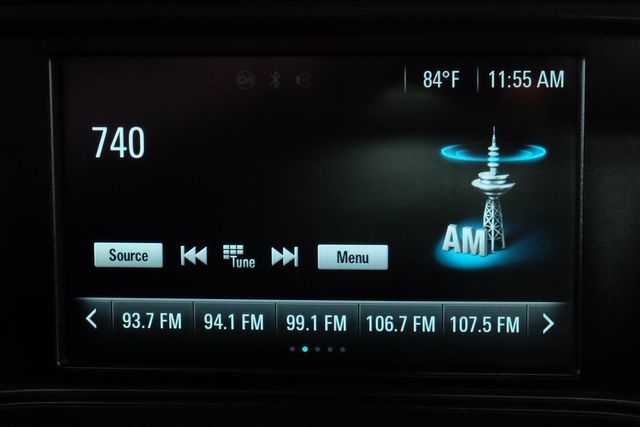 On 84°F 11:55 AM
740
AM
Source Tune Menu
93.7 FM 94.1 FM 99.1 FM 106.7 FM 107.5 FM